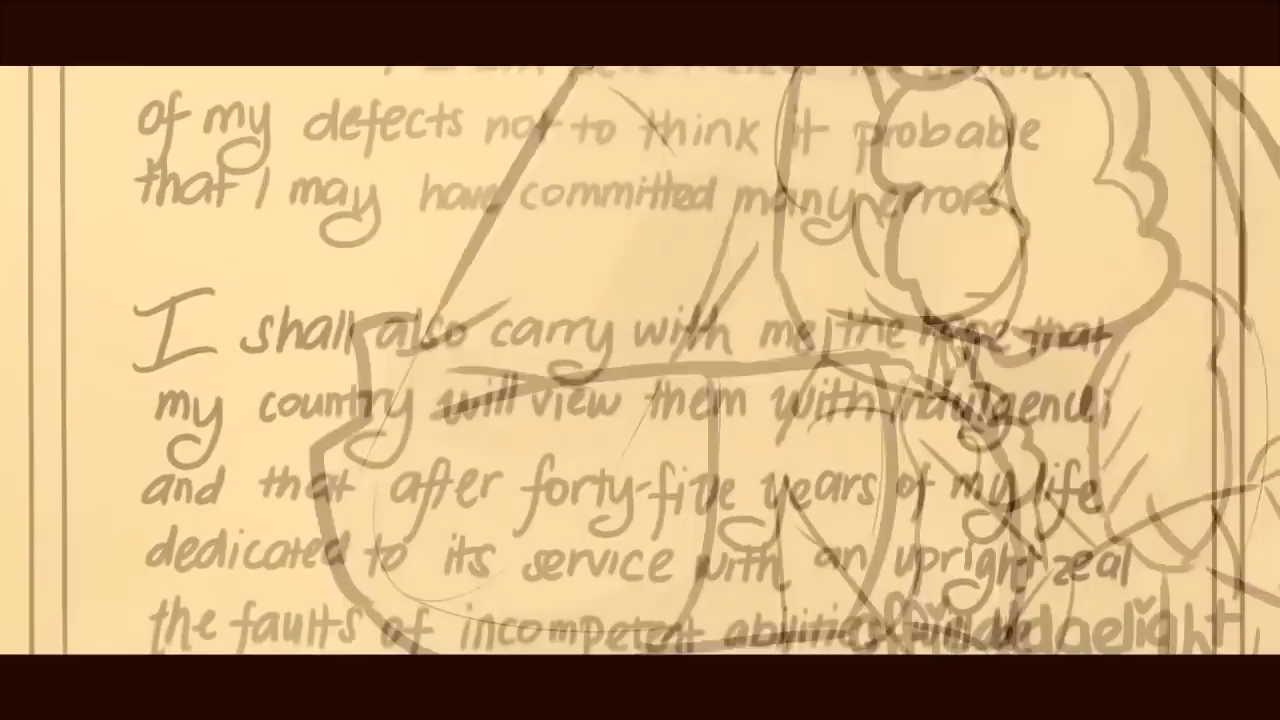 of my defects not to think it probable
that I may have committed many errors
I shall also carry with me the hope that
my country will view them with
and that after forty-five years of my life
dedicated to its service with an upright zeal
the faults of incompetent abilities will be